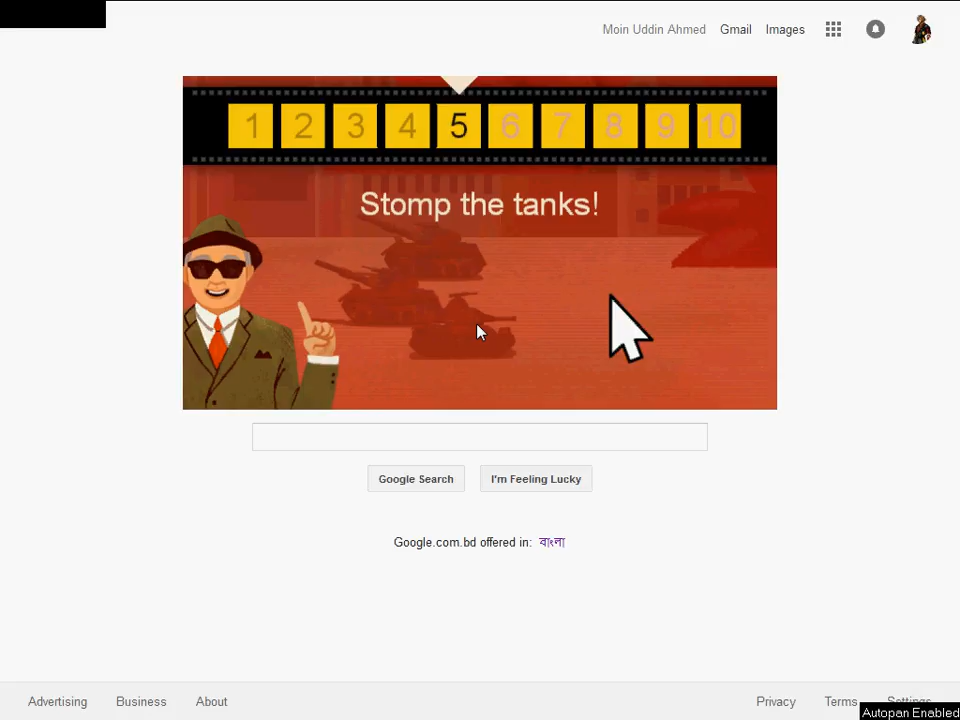 Moin Uddin Ahmed Gmail Images
1 2 3 4 5 6 7 8 9 10
Stomp the tanks!
Google Search I'm Feeling Lucky
Google.com.bd offered in: বাংলা
Advertising Business About Privacy Terms Settings
Autopan Enabled